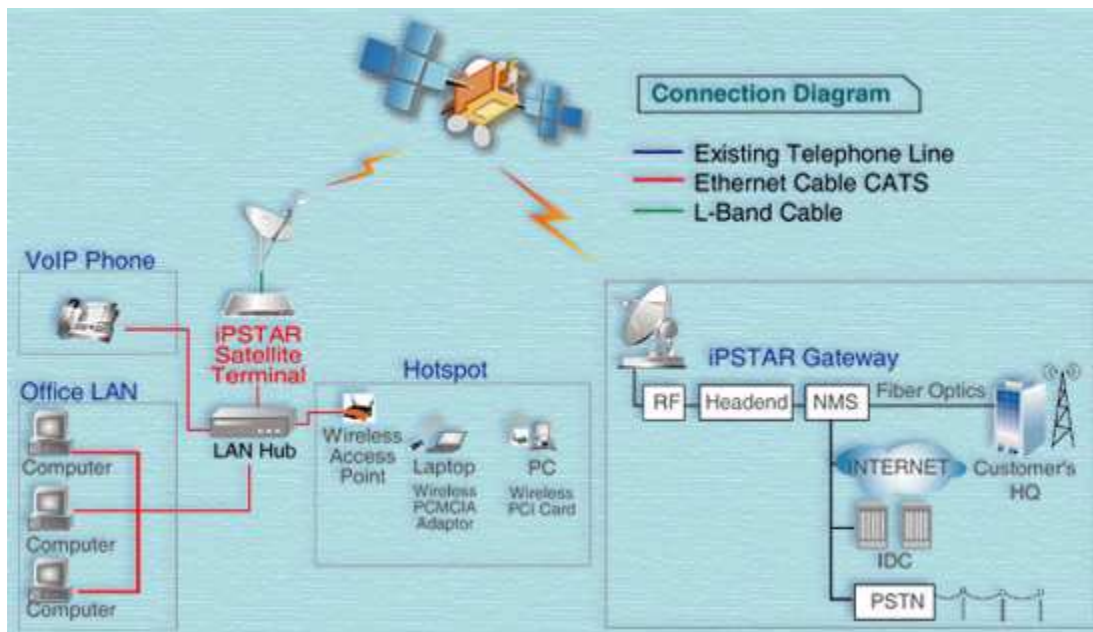 Connection Diagram
Existing Telephone Line
Ethernet Cable CATS
L-Band Cable
VoIP Phone
iPSTAR
Satellite
Terminal
Office LAN
Computer
Computer
Computer
LAN Hub
Hotspot
Wireless
Access
Point
Laptop
Wireless
PCMCIA
Adaptor
PC
Wireless
PCI Card
iPSTAR Gateway
RF
Headend
NMS
Fiber Optics
INTERNET
Customer's
HQ
IDC
PSTN